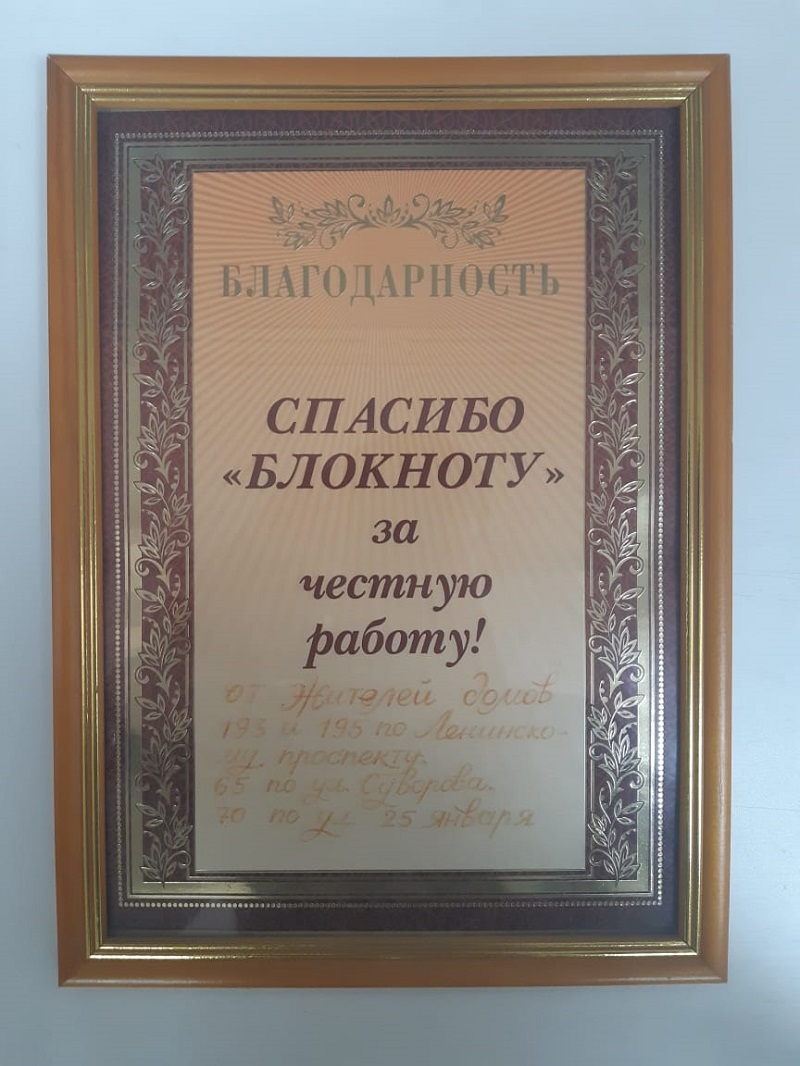 БЛАГОДАРНОСТЬ
СПАСИБО
«БЛОКНОТУ»
за
честную
работу!
от жителей домов
193 и 195 по Ленинско-
му проспекту.
65 по ул. Суворова.
70 по ул 25 января